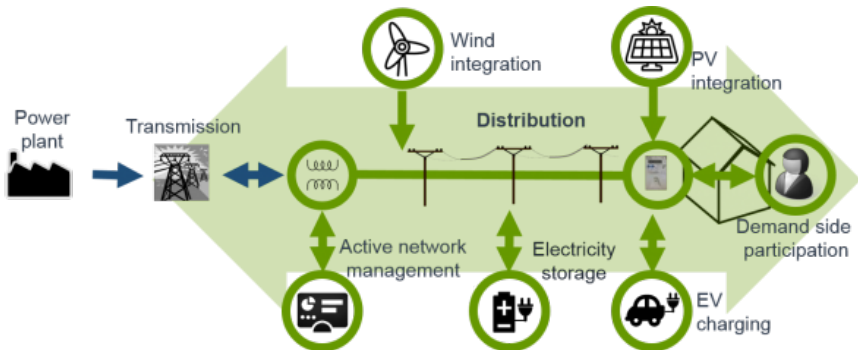 Wind
integration
PV
integration
Power
plant
Transmission
Distribution
Active network
management
Electricity
storage
Demand side
participation
EV
charging